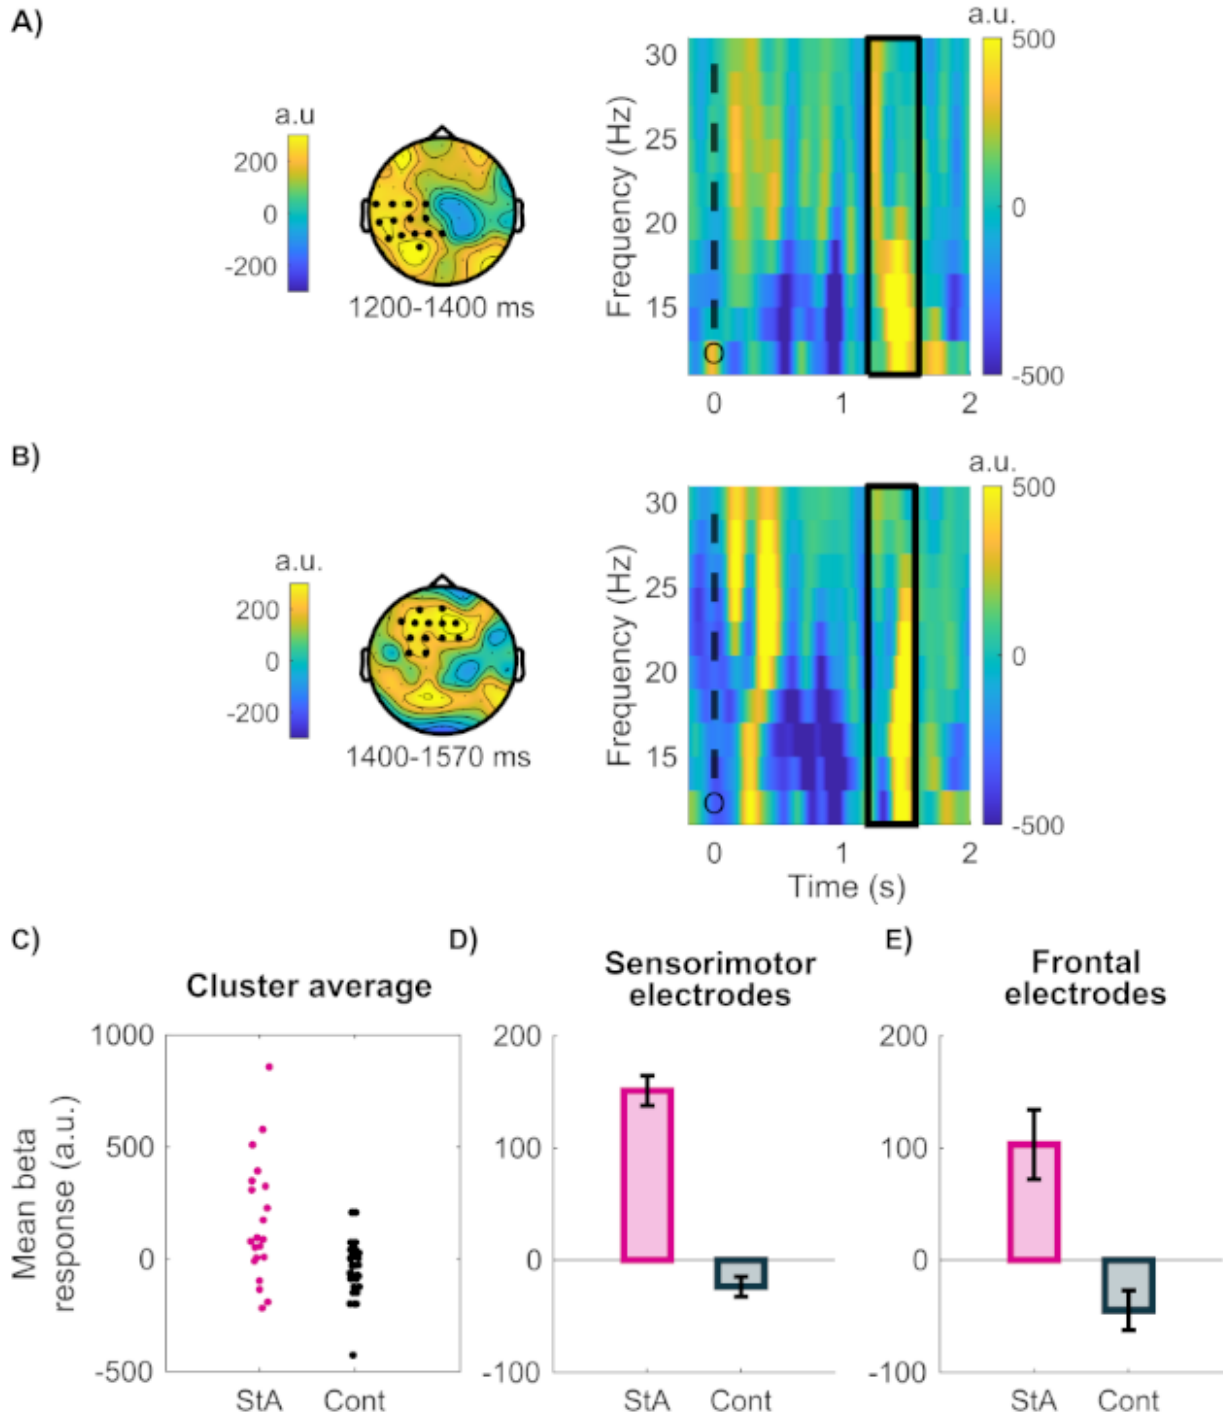 A)
a.u
200
0
-200
1200-1400 ms
Frequency (Hz)
30
25
20
15
O
0 1 2
a.u.
500
0
-500
B)
a.u.
200
0
-200
1400-1570 ms
Frequency (Hz)
30
25
20
15
O
0 1 2
Time (s)
a.u.
500
0
-500
C)
Cluster average
Mean beta
response (a.u.)
1000
500
0
-500
StA Cont
D)
Sensorimotor
electrodes
200
100
0
-100
StA Cont
E)
Frontal
electrodes
200
100
0
-100
StA Cont